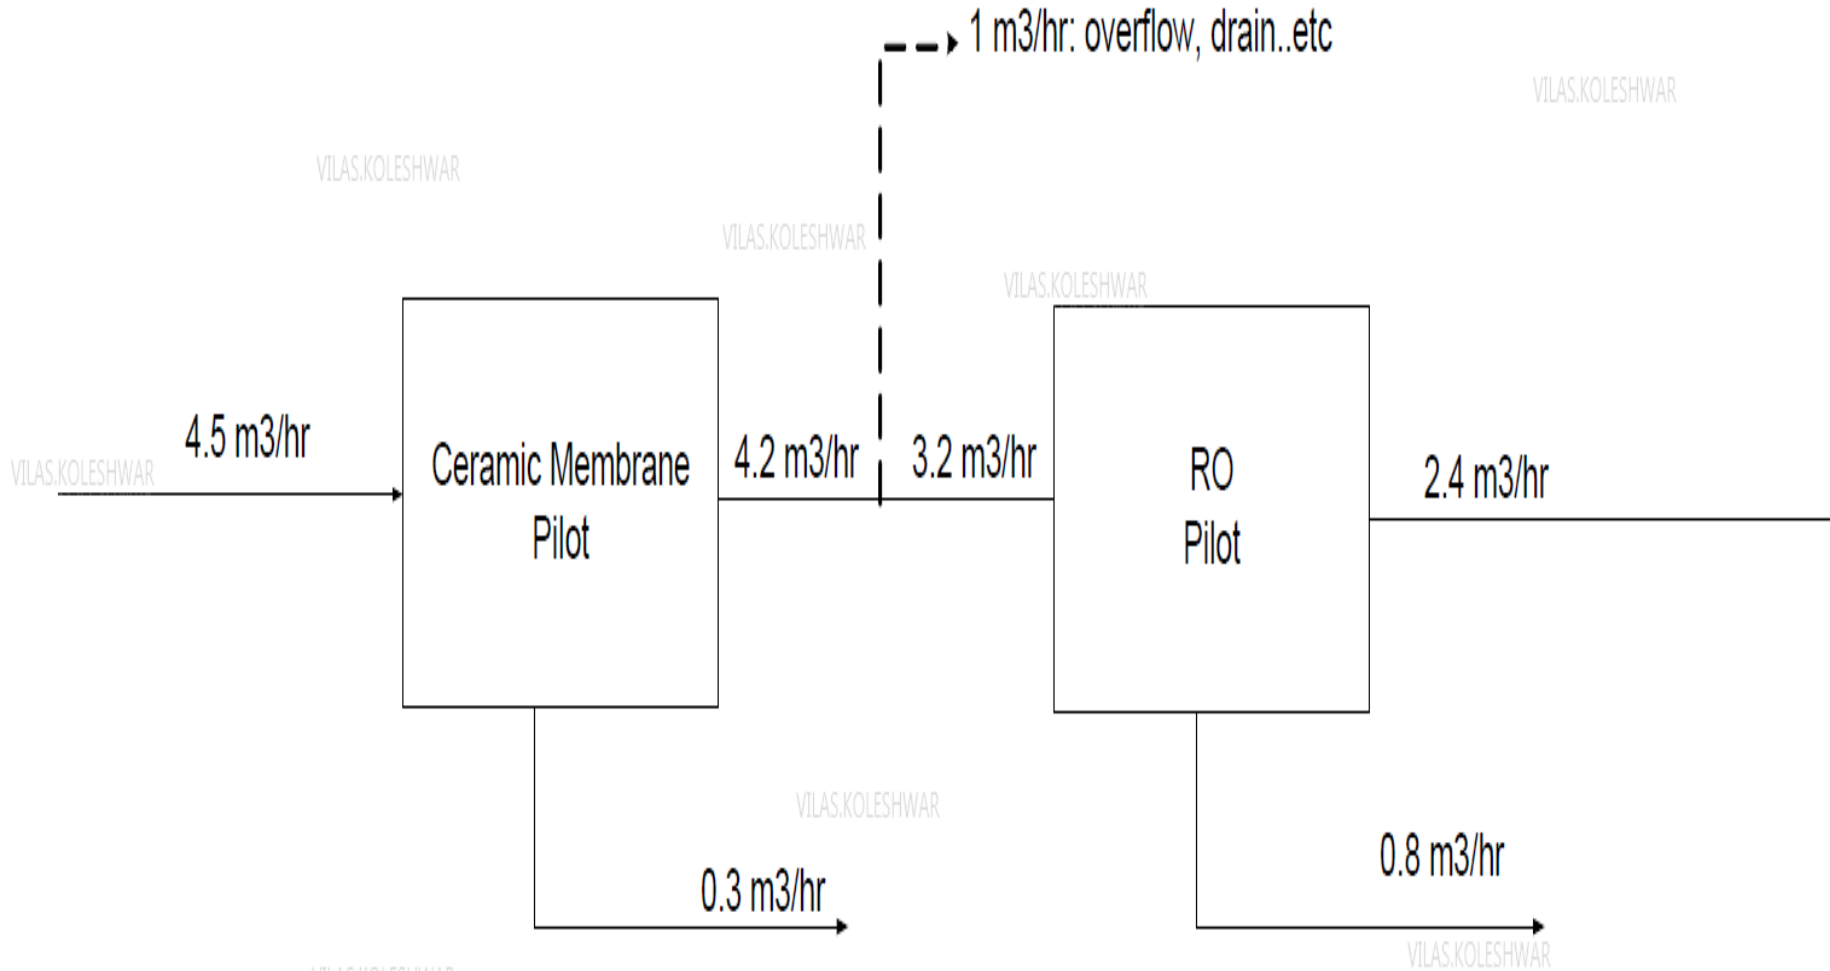 1 m3/hr: overflow, drain..etc
VILAS.KOLESHWAR
VILAS.KOLESHWAR
VILAS.KOLESHWAR
VILAS.KOLESHWAR
4.5 m3/hr
VILAS.KOLESHWAR
Ceramic Membrane
Pilot
4.2 m3/hr
3.2 m3/hr
RO
Pilot
2.4 m3/hr
VILAS.KOLESHWAR
0.3 m3/hr
0.8 m3/hr
VILAS.KOLESHWAR